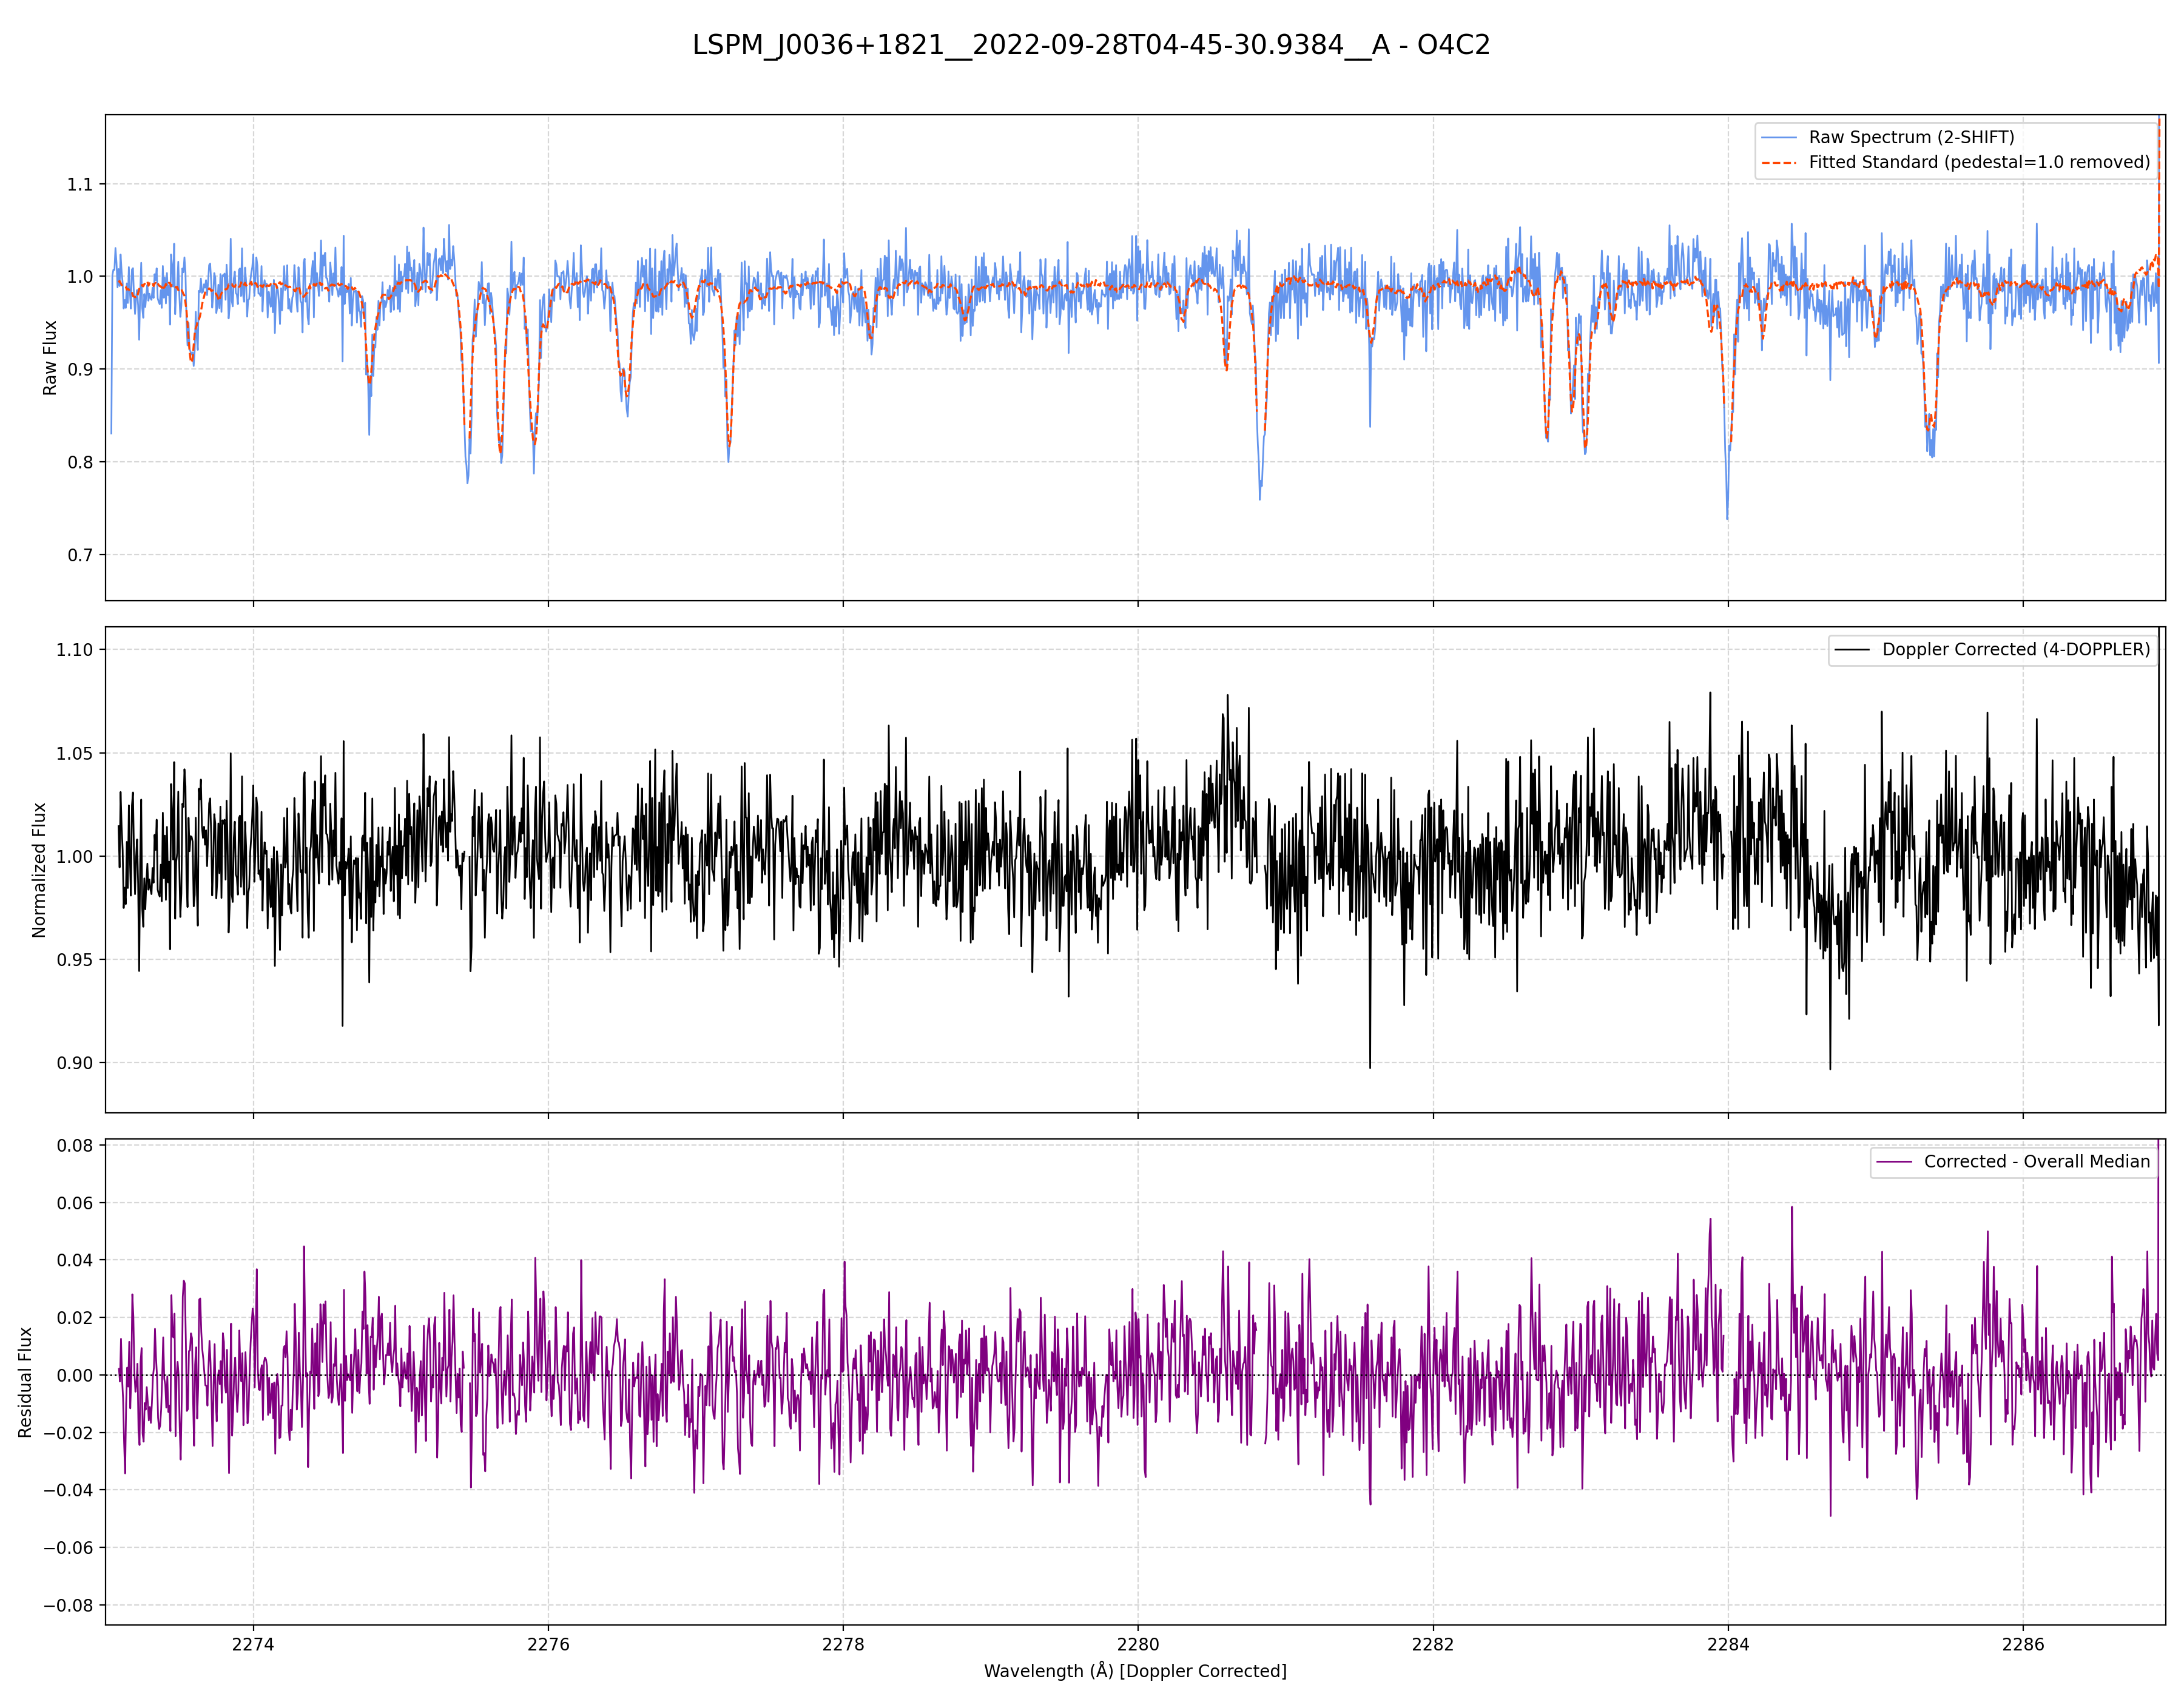 LSPM_J0036+1821__2022-09-28T04-45-30.9384__A - O4C2
Raw Spectrum (2-SHIFT)
Fitted Standard (pedestal=1.0 removed)
1.1
1.0
0.9
0.8
0.7
Raw Flux
Doppler Corrected (4-DOPPLER)
1.10
1.05
1.00
0.95
0.90
Normalized Flux
Corrected - Overall Median
0.08
0.06
0.04
0.02
0.00
−0.02
−0.04
−0.06
−0.08
Residual Flux
2274 2276 2278 2280 2282 2284 2286
Wavelength (Å) [Doppler Corrected]